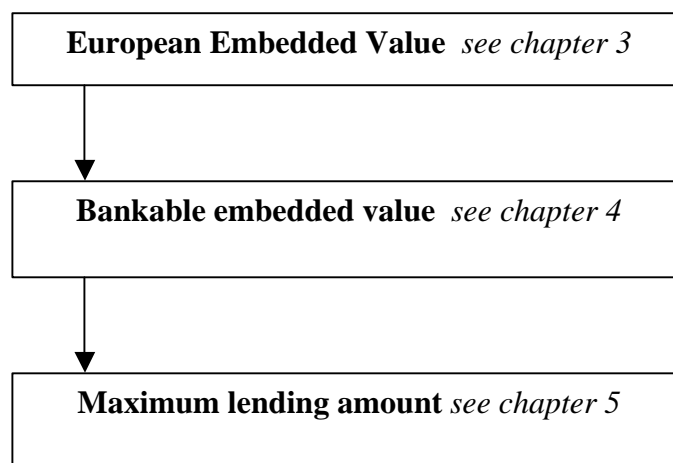 European Embedded Value see chapter 3
Bankable embedded value see chapter 4
Maximum lending amount see chapter 5